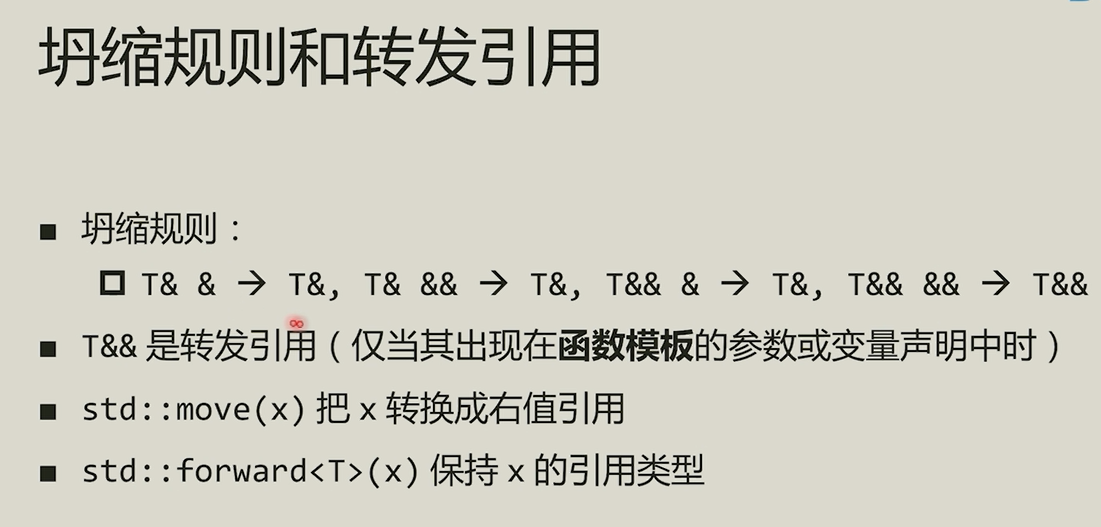 坍缩规则和转发引用
坍缩规则：
T& & → T&, T& && → T&, T&& & → T&, T&& && → T&&
T&& 是转发引用（仅当其出现在函数模板的参数或变量声明中时）
std::move(x) 把 x 转换成右值引用
std::forward<T>(x) 保持 x 的引用类型